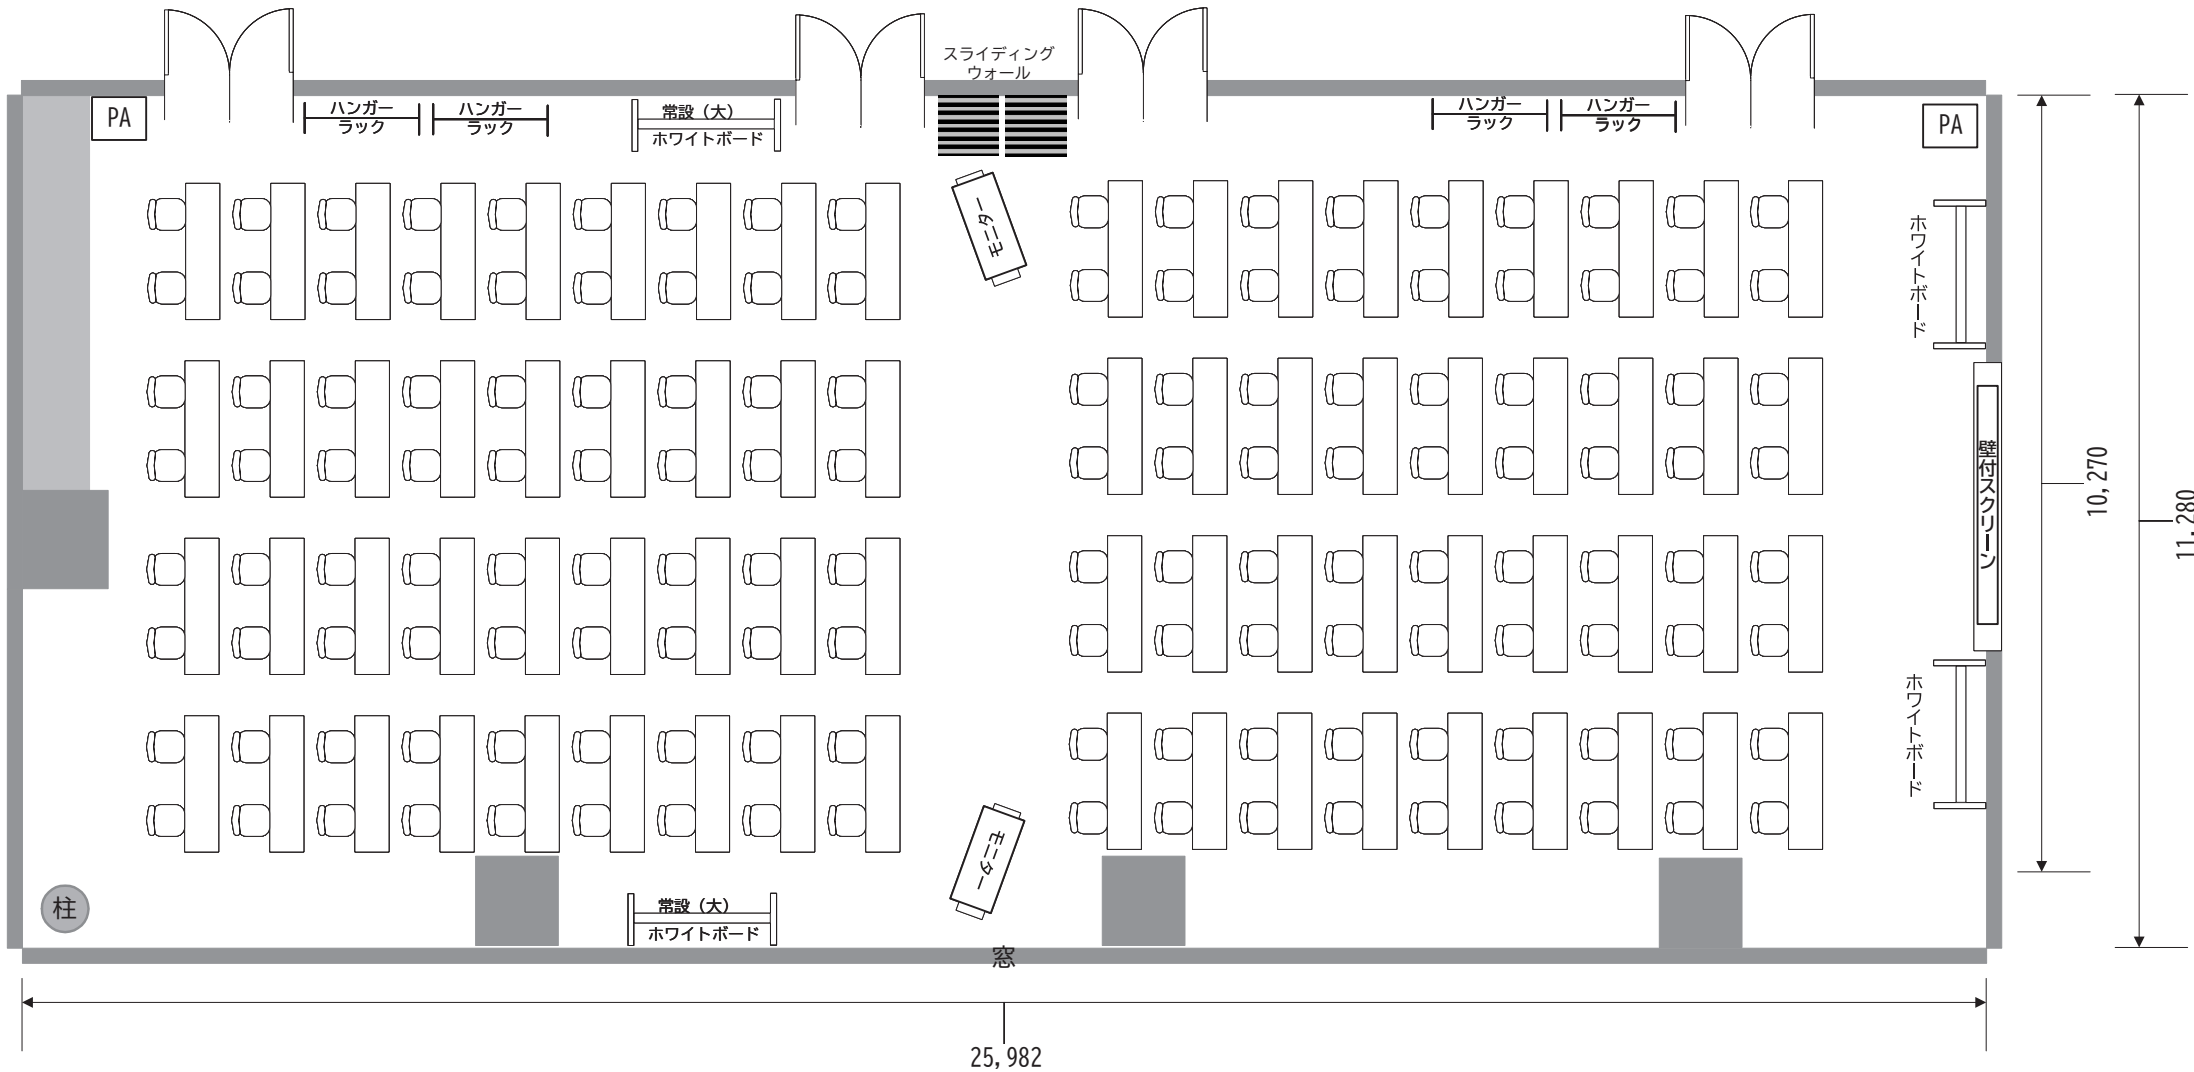 スライディング
ウォール
PA
ハンガー
ラック
ハンガー
ラック
常設（大）
ホワイトボード
ハンガー
ラック
ハンガー
ラック
PA
モニター
ホワイトボード
壁付スクリーン
10,270
11,280
ホワイトボード
モニター
柱
常設（大）
ホワイトボード
窓
25,982